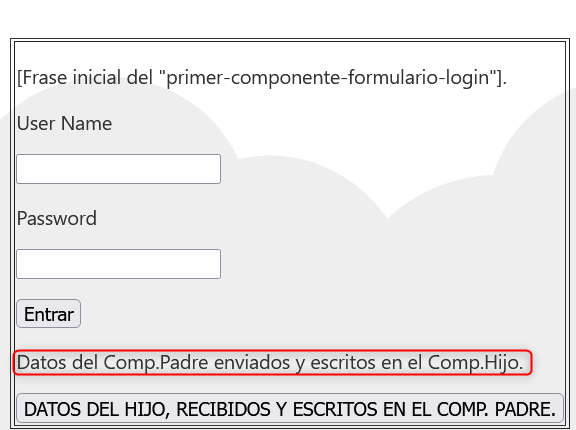 [Frase inicial del "primer-componente-formulario-login"].
User Name
Password
Entrar
Datos del Comp.Padre enviados y escritos en el Comp.Hijo.
DATOS DEL HIJO, RECIBIDOS Y ESCRITOS EN EL COMP. PADRE.